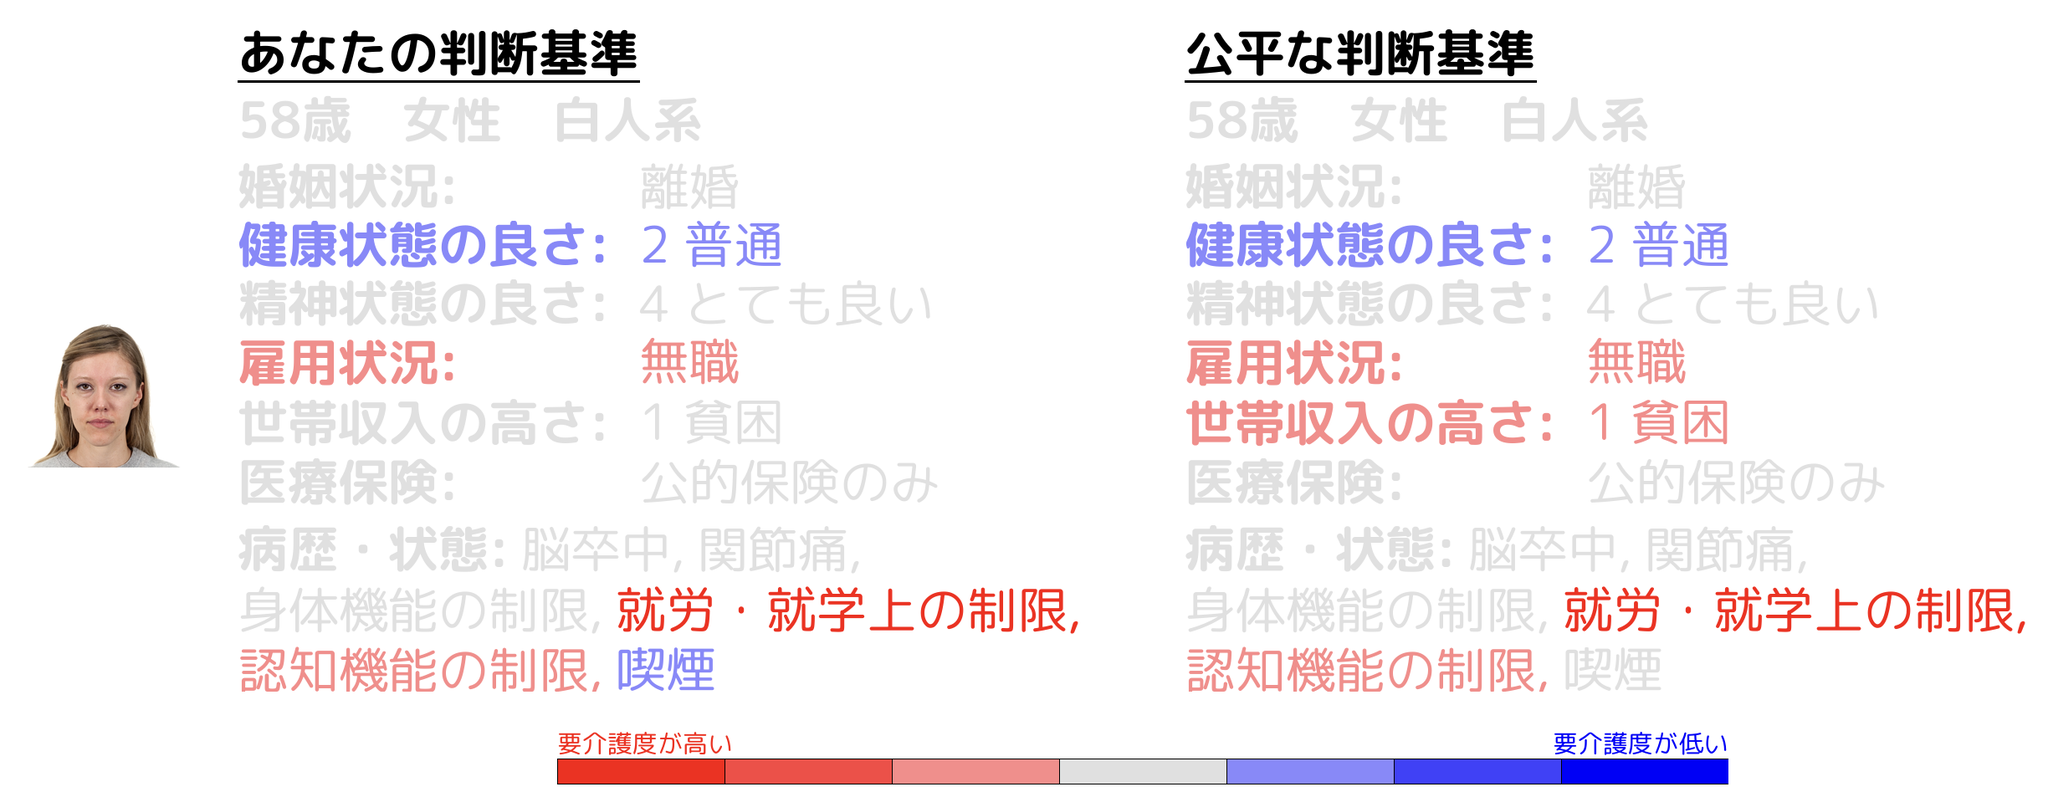 あなたの判断基準
58歳 女性 白人系
婚姻状況: 離婚
健康状態の良さ: 2 普通
精神状態の良さ: 4 とても良い
雇用状況: 無職
世帯収入の高さ: 1 貧困
医療保険: 公的保険のみ
病歴・状態: 脳卒中, 関節痛,
身体機能の制限, 就労・就学上の制限,
認知機能の制限, 喫煙
公平な判断基準
58歳 女性 白人系
婚姻状況: 離婚
健康状態の良さ: 2 普通
精神状態の良さ: 4 とても良い
雇用状況: 無職
世帯収入の高さ: 1 貧困
医療保険: 公的保険のみ
病歴・状態: 脳卒中, 関節痛,
身体機能の制限, 就労・就学上の制限,
認知機能の制限, 喫煙
要介護度が高い
要介護度が低い